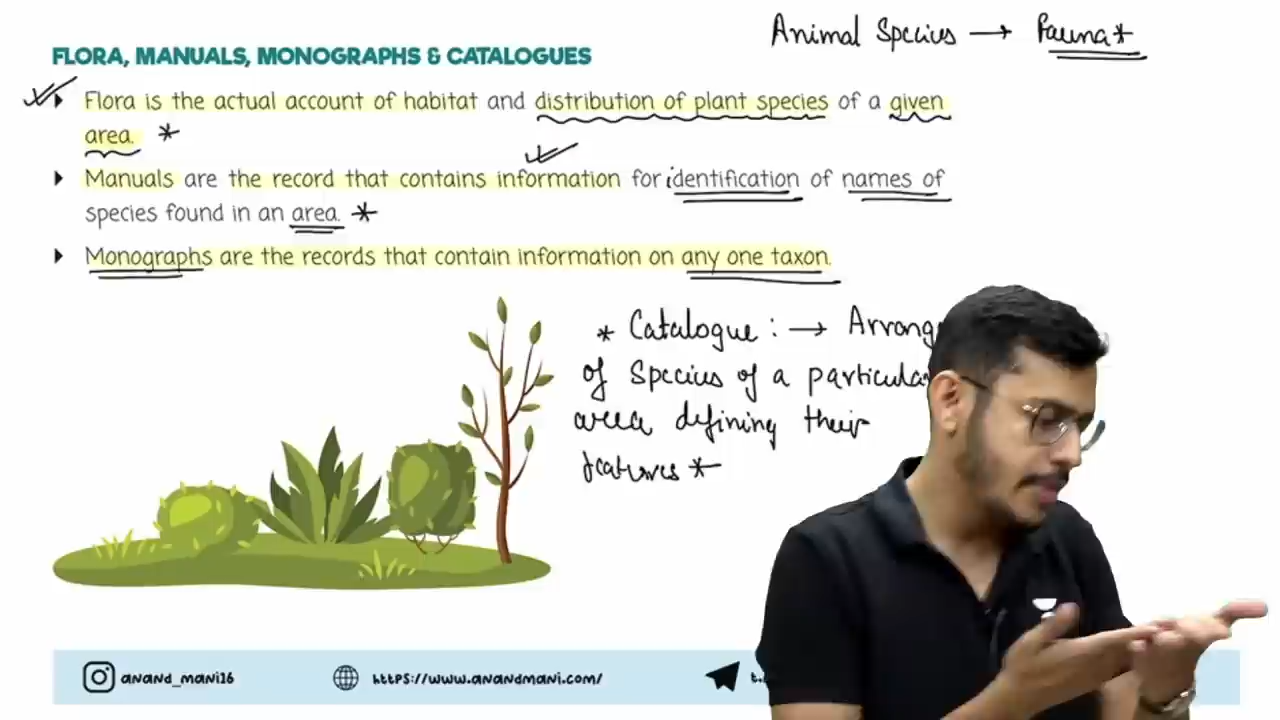 Animal Species → Fauna*
FLORA, MANUALS, MONOGRAPHS & CATALOGUES
Flora is the actual account of habitat and distribution of plant species of a given
area. *
Manuals are the record that contains information for identification of names of
species found in an area. *
Monographs are the records that contain information on any one taxon.
* Catalogue : → Arrang
of Species of a particular
area defining their
features *
anand_mani16
https://www.anandmani.com/
t.